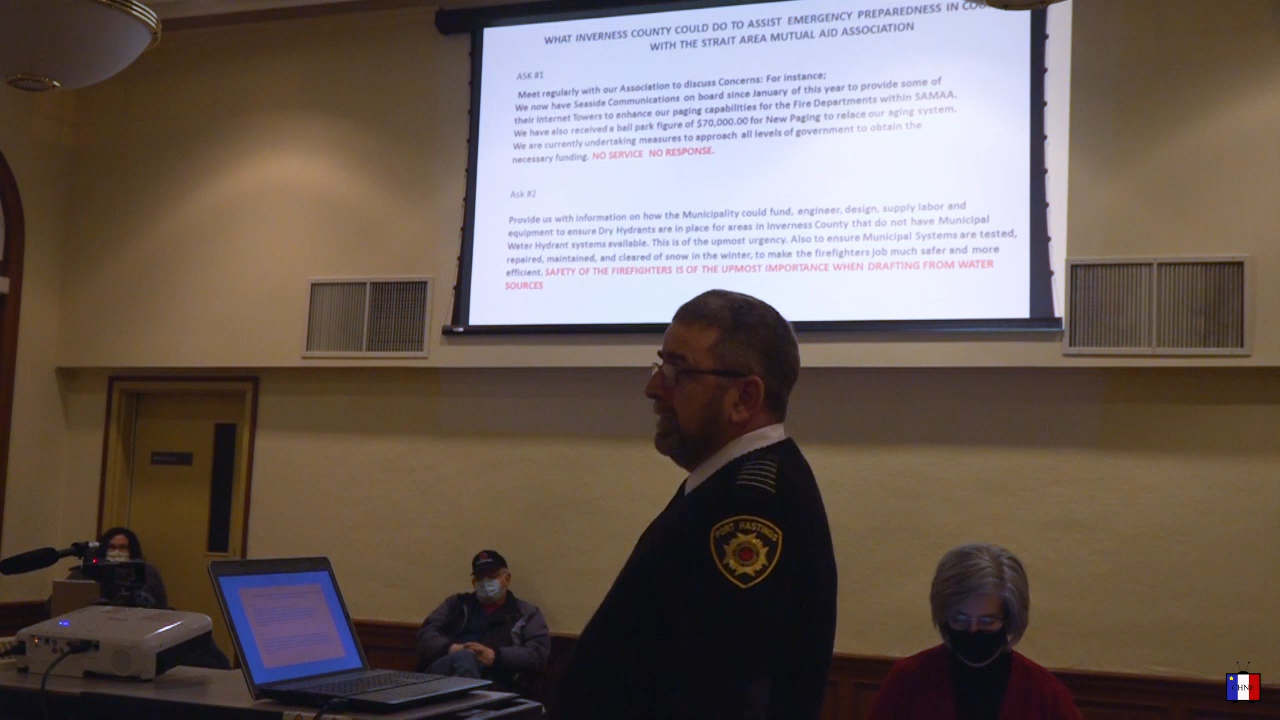 WHAT INVERNESS COUNTY COULD DO TO ASSIST EMERGENCY PREPAREDNESS IN
WITH THE STRAIT AREA MUTUAL AID ASSOCIATION
ASK #1
Meet regularly with our Association to discuss Concerns: For instance;
We now have Seaside Communications on board since January of this year to provide some of
their Internet Towers to enhance our paging capabilities for the Fire Departments within SAMAA.
We have also received a ball park figure of $70,000.00 for New Paging to relace our aging system.
We are currently undertaking measures to approach all levels of government to obtain the
necessary funding. NO SERVICE NO RESPONSE.
Ask #2
Provide us with information on how the Municipality could fund, engineer, design, supply labor and
equipment to ensure Dry Hydrants are in place for areas in Inverness County that do not have Municipal
Water Hydrant systems available. This is of the upmost urgency. Also to ensure Municipal Systems are tested,
repaired, maintained, and cleared of snow in the winter, to make the firefighters job much safer and more
efficient. SAFETY OF THE FIREFIGHTERS IS OF THE UPMOST IMPORTANCE WHEN DRAFTING FROM WATER
SOURCES
PORT HASTINGS